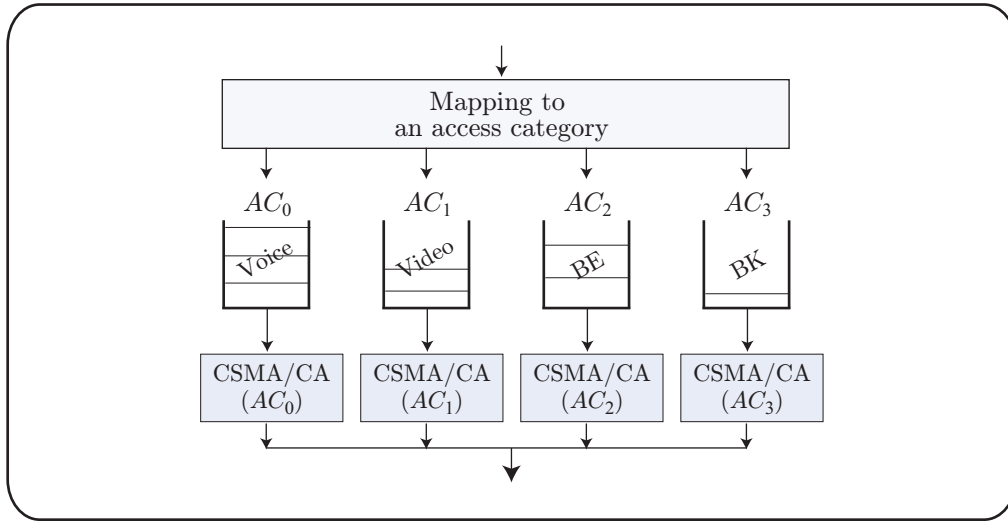 Mapping to
an access category
AC₀ AC₁ AC₂ AC₃
Voice Video BE BK
CSMA/CA CSMA/CA CSMA/CA CSMA/CA
(AC₀) (AC₁) (AC₂) (AC₃)